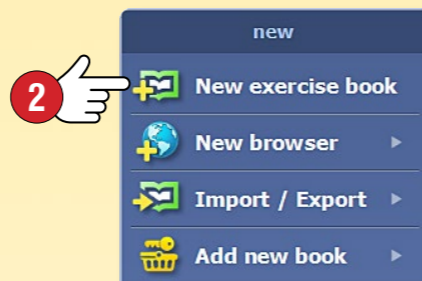 new
2
New exercise book
New browser
Import / Export
Add new book